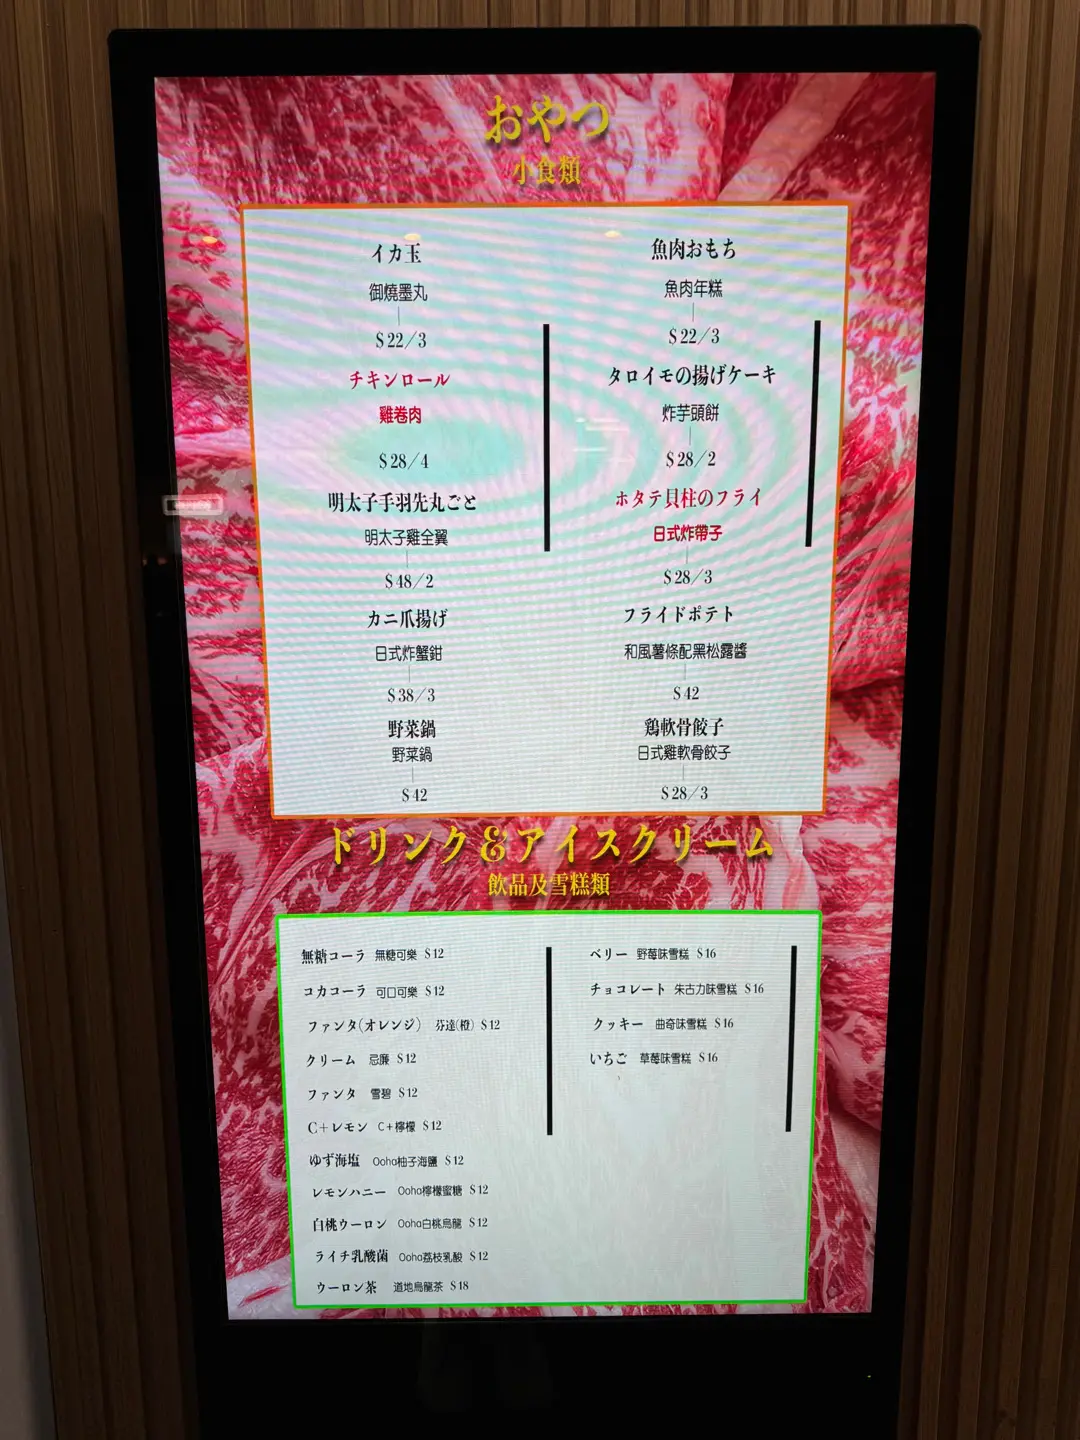 おやつ
小食類
イカ玉
御燒墨丸
$22/3
チキンロール
雞卷肉
$28/4
明太子手羽先丸ごと
明太子雞全翼
$48/2
カニ爪揚げ
日式炸蟹鉗
$38/3
野菜鍋
野菜鍋
$42
魚肉おもち
魚肉年糕
$22/3
タロイモの揚げケーキ
炸芋頭餅
$28/2
ホタテ貝柱のフライ
日式炸帶子
$28/3
フライドポテト
和風薯條配黑松露醬
$42
鶏軟骨餃子
日式雞軟骨餃子
$28/3
ドリンク&アイスクリーム
飲品及雪糕類
無糖コーラ 無糖可樂 $12
コカコーラ 可口可樂 $12
ファンタ(オレンジ) 芬達(橙) $12
クリーム 忌廉 $12
ファンタ 雪碧 $12
C+レモン C+檸檬 $12
ゆず海塩 Ooha柚子海鹽 $12
レモンハニー Ooha檸檬蜜糖 $12
白桃ウーロン Ooha白桃烏龍 $12
ライチ乳酸菌 Ooha荔枝乳酸 $12
ウーロン茶 道地烏龍茶 $18
ベリー 野莓味雪糕 $16
チョコレート 朱古力味雪糕 $16
クッキー 曲奇味雪糕 $16
いちご 草莓味雪糕 $16